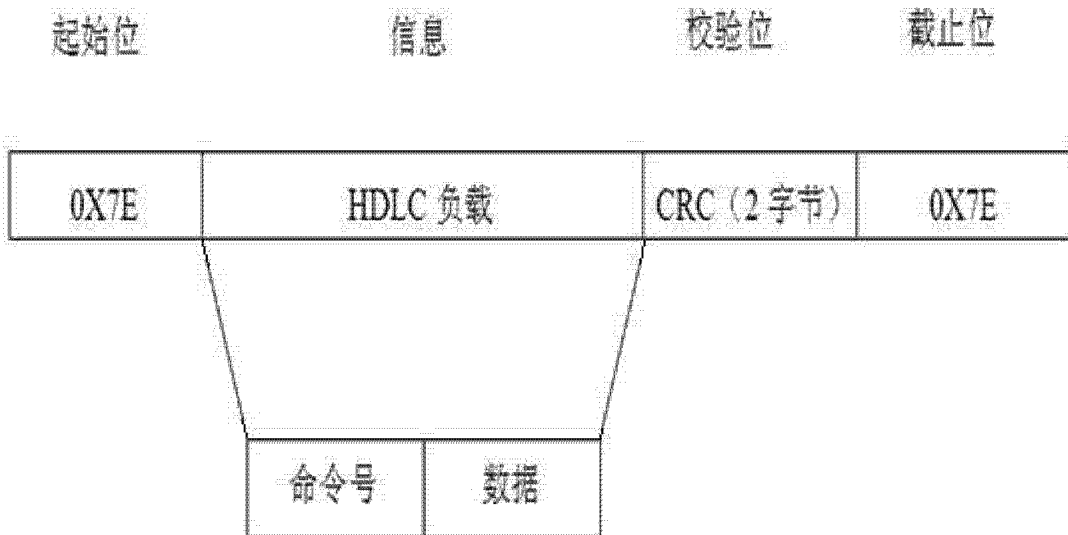 起始位 信息 校验位 截止位
0X7E HDLC 负载 CRC（2 字节） 0X7E
命令号 数据